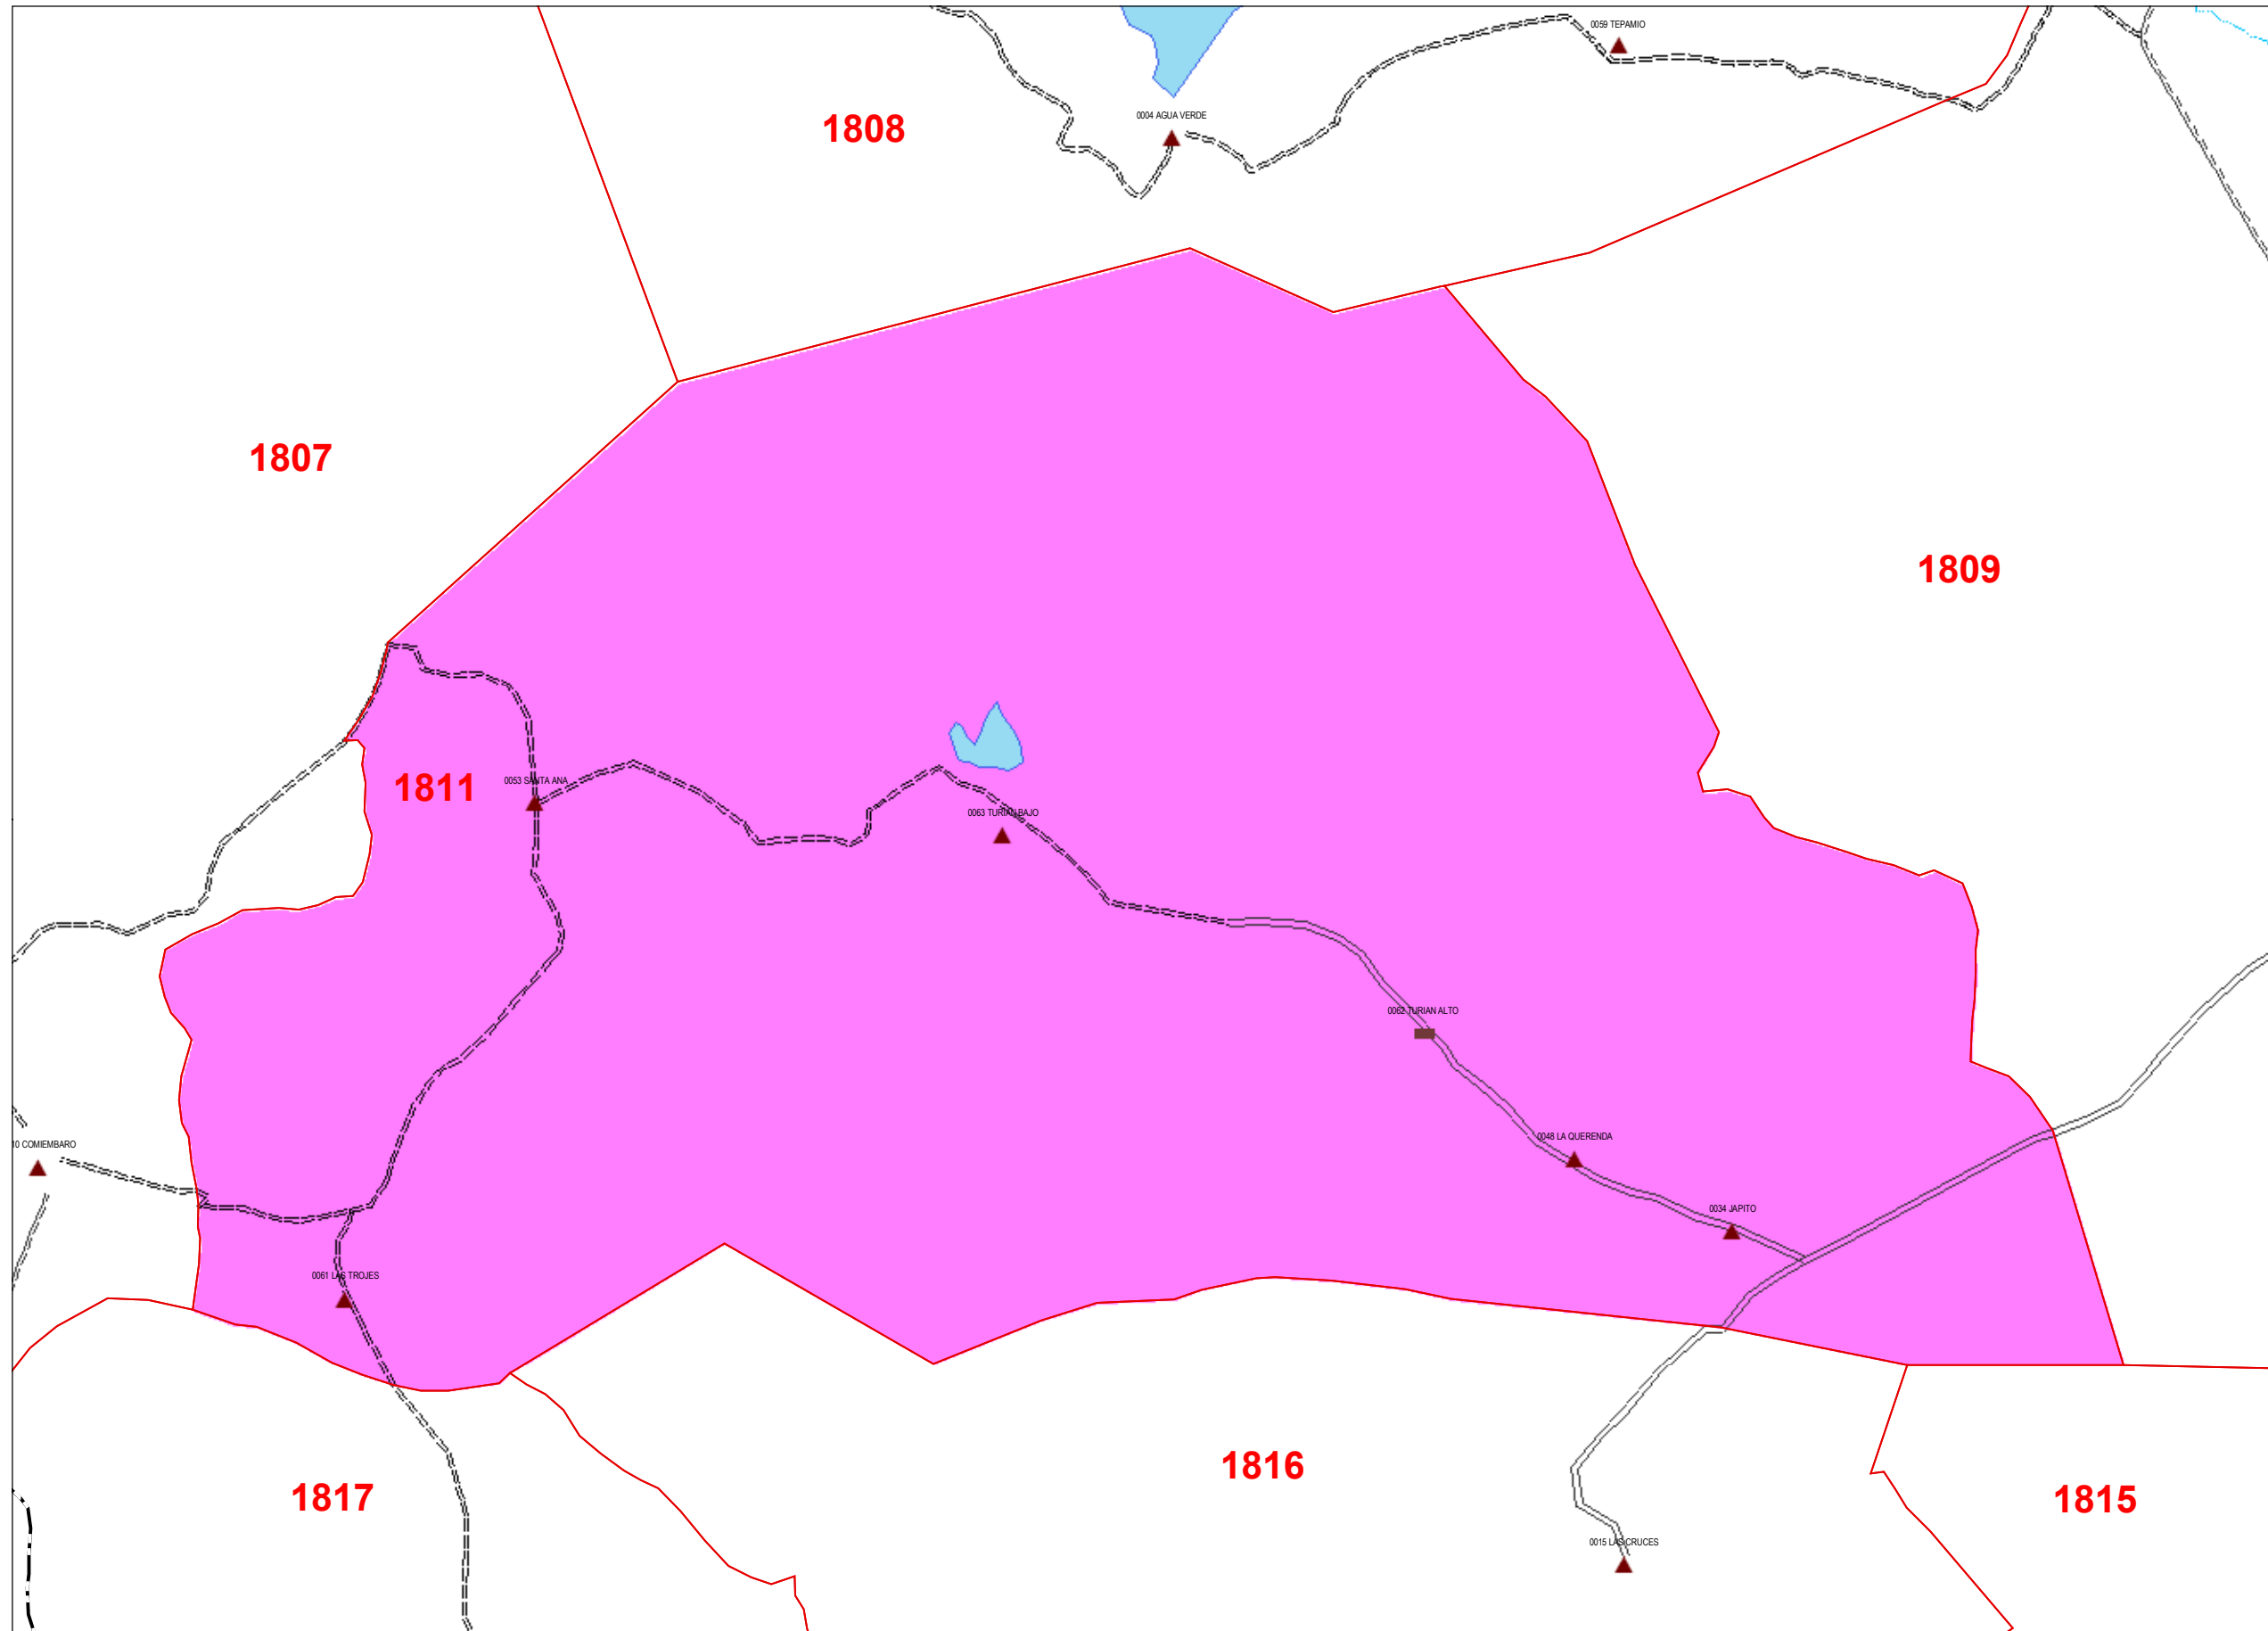 0059 TEPAMIO
0004 AGUA VERDE
1808
1807
1809
0053 SANTA ANA
1811
0063 TURIAN BAJO
0062 TURIAN ALTO
0048 LA QUERENDA
10 COMIEMBARO
0034 JAPITO
0061 LAS TROJES
1816
1817
1815
0015 LAS CRUCES